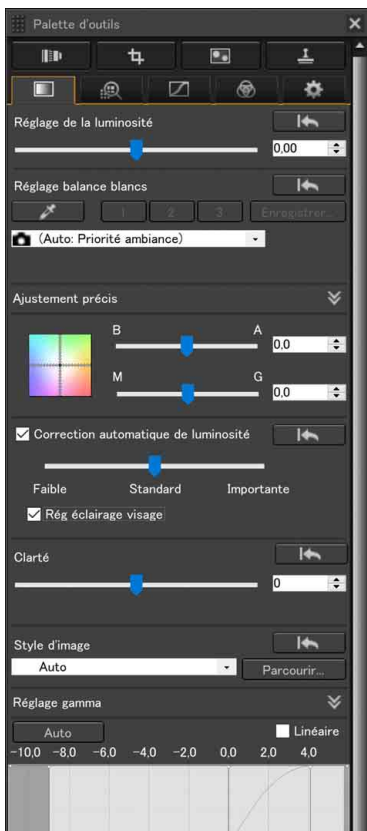 Palette d'outils
Réglage de la luminosité
0,00
Réglage balance blancs
1 2 3 Enregistrer...
(Auto: Priorité ambiance)
Ajustement précis
B A
0,0
M G
0,0
Correction automatique de luminosité
Faible Standard Importante
Rég éclairage visage
Clarté
0
Style d'image
Auto Parcourir...
Réglage gamma
Auto Linéaire
-10,0 -8,0 -6,0 -4,0 -2,0 0,0 2,0 4,0